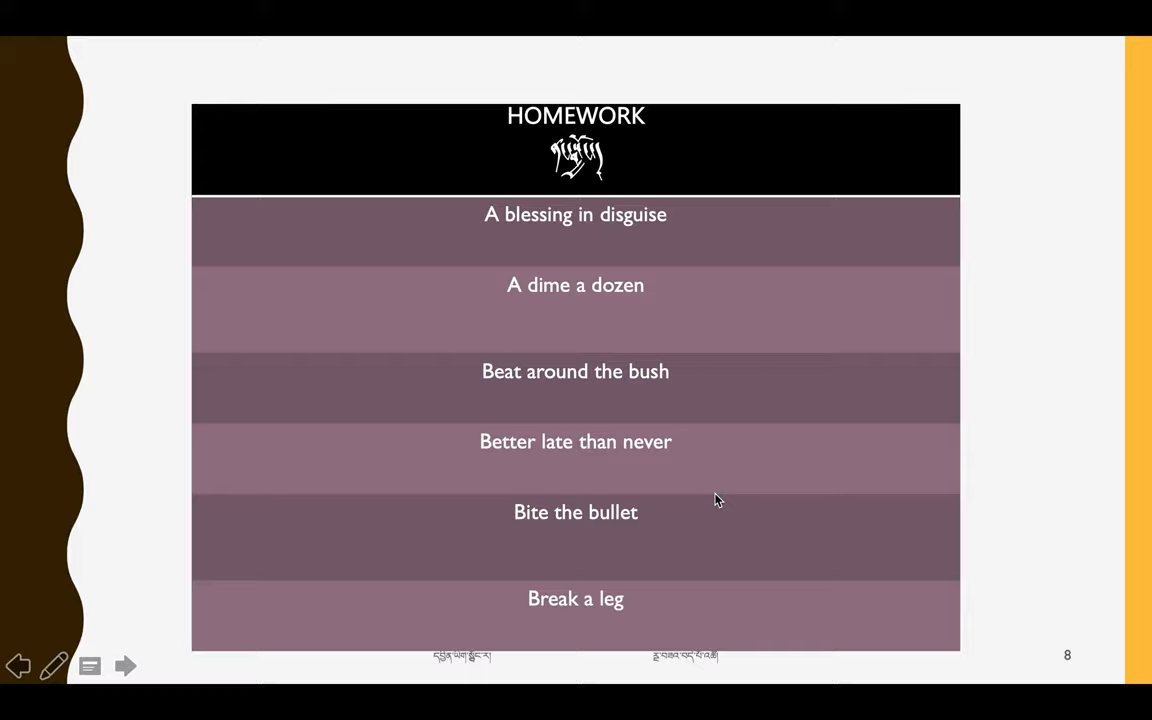 HOMEWORK
A blessing in disguise
A dime a dozen
Beat around the bush
Better late than never
Bite the bullet
Break a leg
8